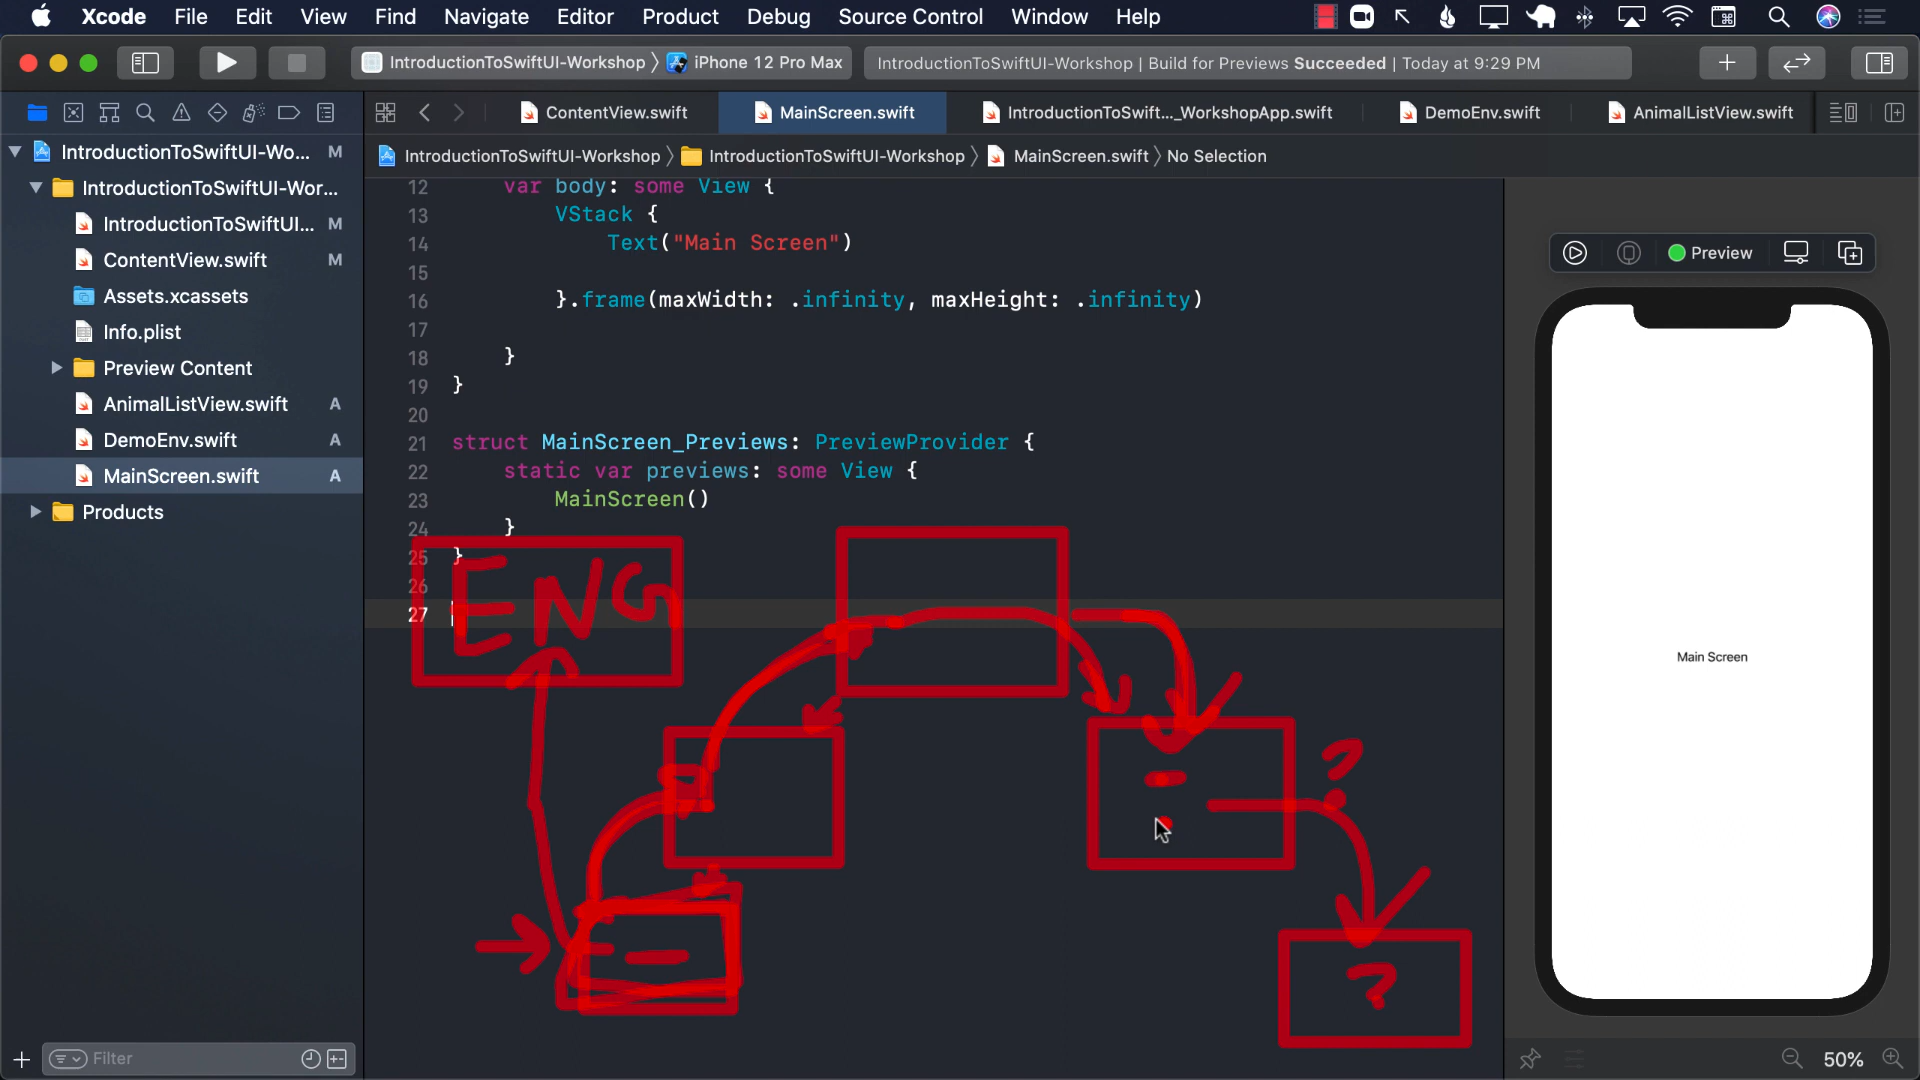 Xcode File Edit View Find Navigate Editor Product Debug Source Control Window Help
IntroductionToSwiftUI-Workshop 〉 iPhone 12 Pro Max
IntroductionToSwiftUI-Workshop | Build for Previews Succeeded | Today at 9:29 PM
ContentView.swift
MainScreen.swift
IntroductionToSwift..._WorkshopApp.swift
DemoEnv.swift
AnimalListView.swift
IntroductionToSwiftUI-Wo... M
IntroductionToSwiftUI-Wor...
IntroductionToSwiftUI... M
ContentView.swift M
Assets.xcassets
Info.plist
Preview Content
AnimalListView.swift A
DemoEnv.swift A
MainScreen.swift A
Products
Filter
IntroductionToSwiftUI-Workshop 〉 IntroductionToSwiftUI-Workshop 〉 MainScreen.swift 〉 No Selection
12 var body: some View {
13 VStack {
14 Text("Main Screen")
15
16 }.frame(maxWidth: .infinity, maxHeight: .infinity)
17
18 }
19 }
20
21 struct MainScreen_Previews: PreviewProvider {
22 static var previews: some View {
23 MainScreen()
24 }
25 }
26
27
ENG
?
?
Preview
Main Screen
50%